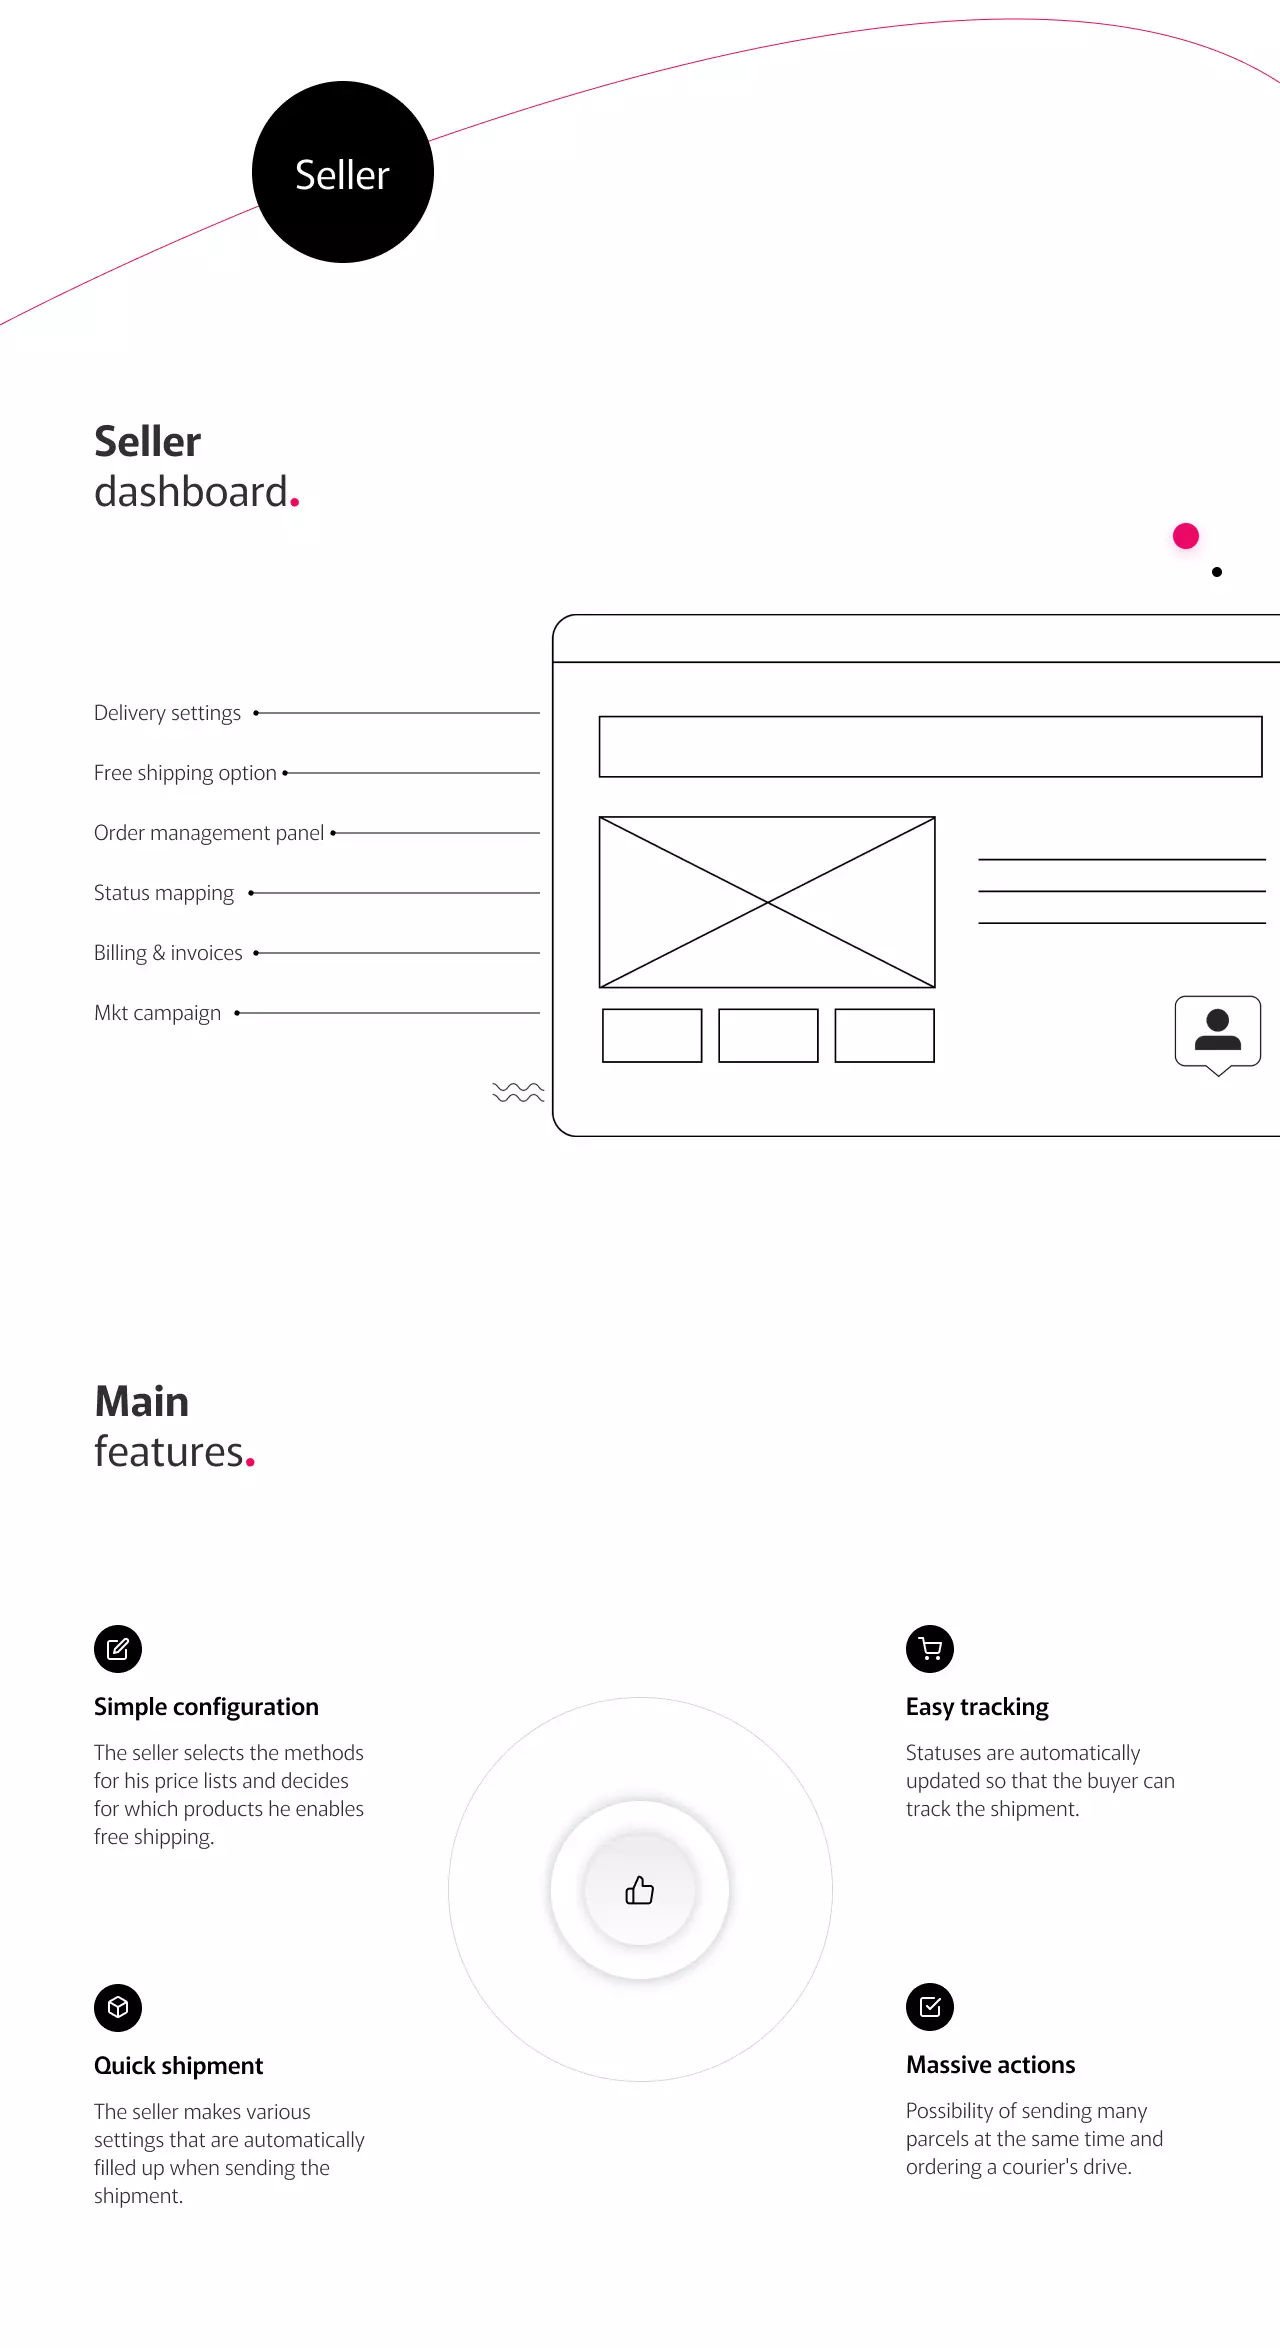 Seller
Seller
dashboard.
Delivery settings
Free shipping option
Order management panel
Status mapping
Billing & invoices
Mkt campaign
Main
features.
Simple configuration
The seller selects the methods
for his price lists and decides
for which products he enables
free shipping.
Easy tracking
Statuses are automatically
updated so that the buyer can
track the shipment.
Quick shipment
The seller makes various
settings that are automatically
filled up when sending the
shipment.
Massive actions
Possibility of sending many
parcels at the same time and
ordering a courier's drive.